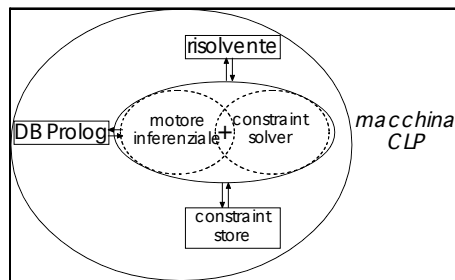 risolvente
motore
inferenziale
+
constraint
solver
DB Prolog
macchina
CLP
constraint
store